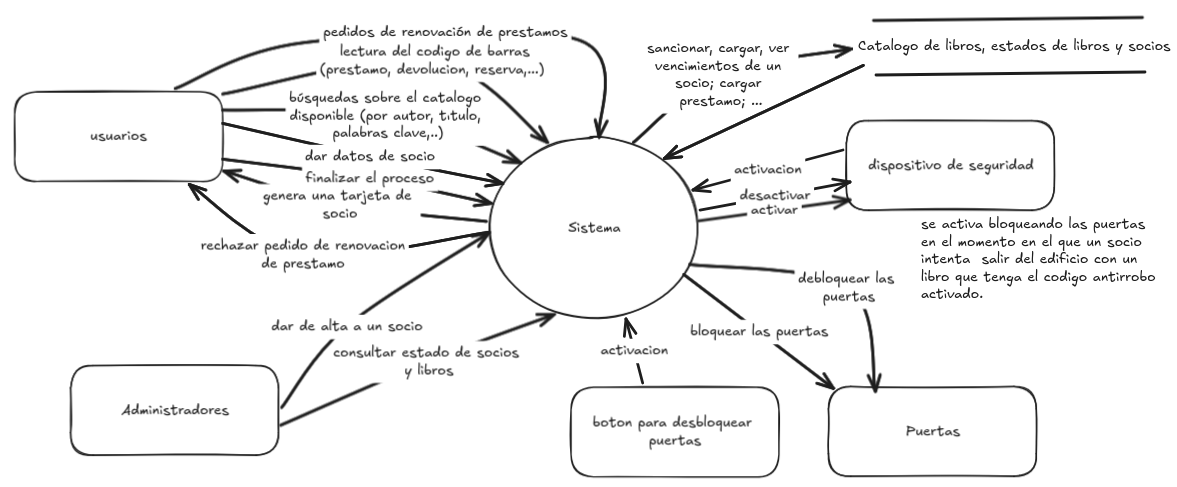 pedidos de renovación de prestamos
lectura del codigo de barras
(prestamo, devolucion, reserva,...)
búsquedas sobre el catalogo
disponible (por autor, titulo,
palabras clave,..)
dar datos de socio
finalizar el proceso
genera una tarjeta de
socio
rechazar pedido de renovacion
de prestamo
usuarios
sancionar, cargar, ver
vencimientos de un
socio; cargar
prestamo; ...
Catalogo de libros, estados de libros y socios
dispositivo de seguridad
activacion
desactivar
activar
Sistema
se activa bloqueando las puertas
en el momento en el que un socio
intenta salir del edificio con un
libro que tenga el codigo antirrobo
activado.
debloquear las
puertas
bloquear las puertas
dar de alta a un socio
consultar estado de socios
y libros
activacion
Administradores
boton para desbloquear
puertas
Puertas